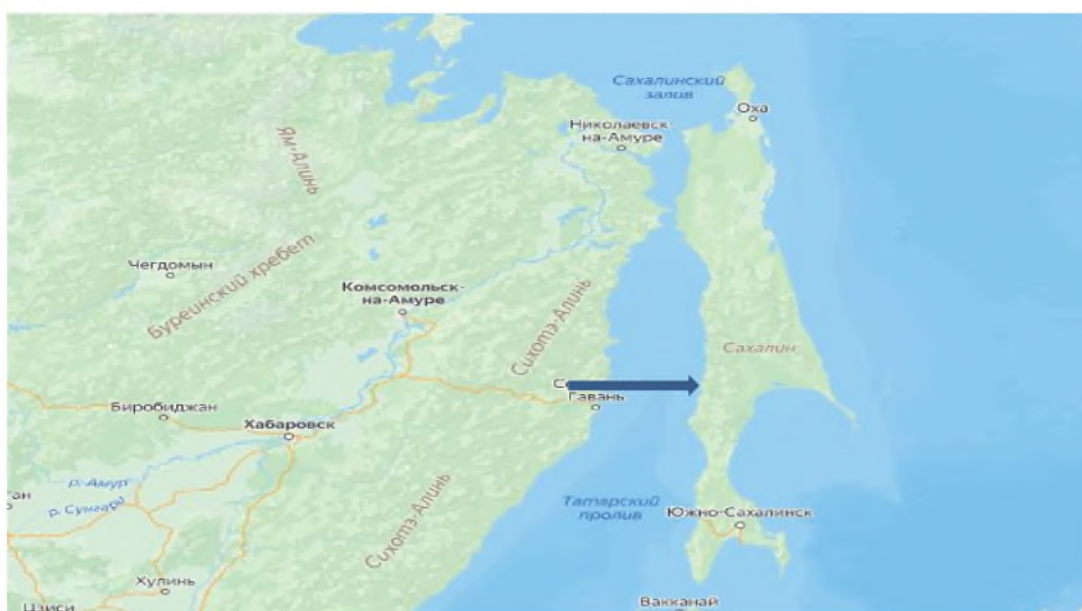 Сахалинский
залив
Оха
Николаевск-
на-Амуре
Ям-Алинь
Чегдомын
Буреинский хребет
Комсомольск-
на-Амуре
Сихотэ-Алинь
Сахалин
Гавань
Биробиджан
Хабаровск
р. Амур
р. Сунгари
Сихотэ-Алинь
Татарский
пролив
Южно-Сахалинск
Хулинь
Цзиси
Вакканай